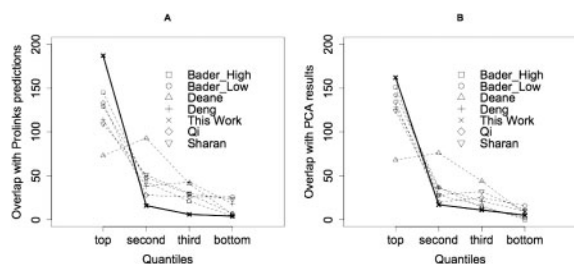 A
Overlap with Prolinks predictions
200
150
100
50
0
Bader_High
Bader_Low
Deane
Deng
This Work
Qi
Sharan
top second third bottom
Quantiles
B
Overlap with PCA results
200
150
100
50
0
Bader_High
Bader_Low
Deane
Deng
This Work
Qi
Sharan
top second third bottom
Quantiles